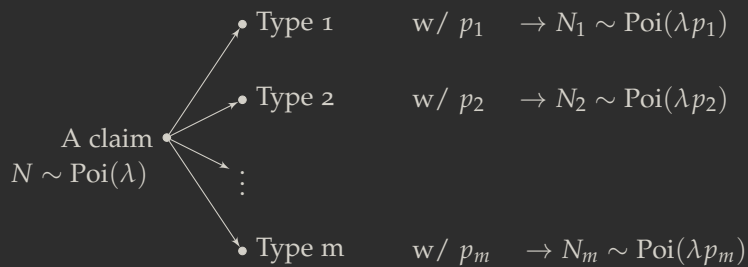 Type 1 w/ p₁ → N₁ ∼ Poi(λp₁)
Type 2 w/ p₂ → N₂ ∼ Poi(λp₂)
A claim
N ∼ Poi(λ)
⋮
Type m w/ pₘ → Nₘ ∼ Poi(λpₘ)